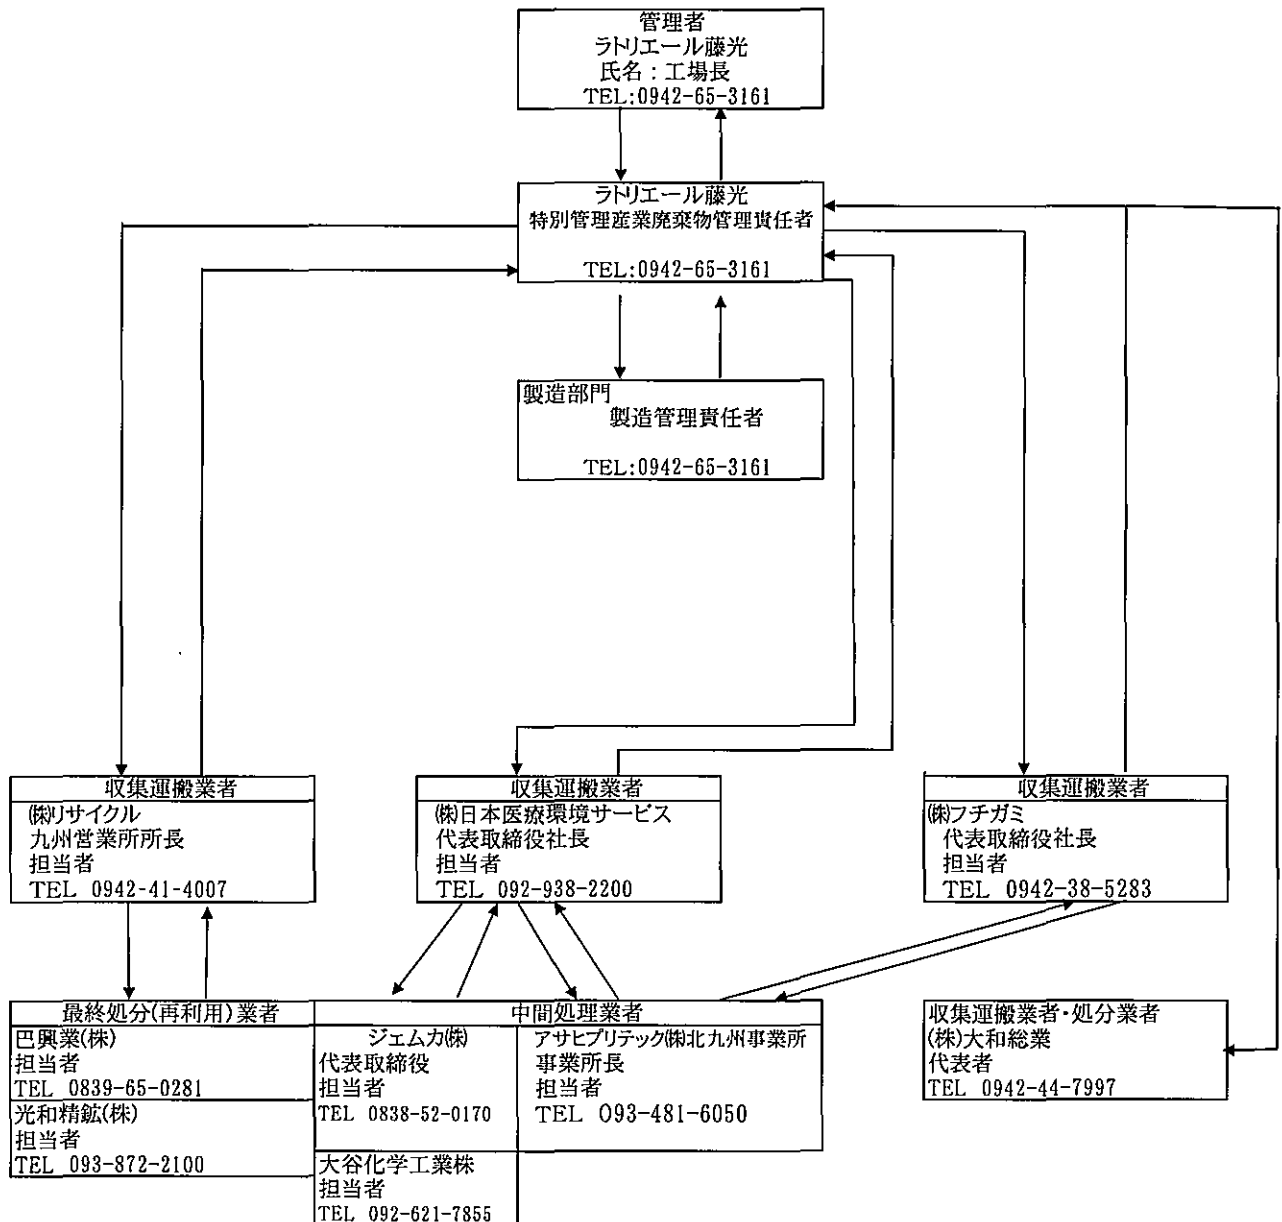 管理者
ラトリエール藤光
氏名：工場長
TEL:0942-65-3161
ラトリエール藤光
特別管理産業廃棄物管理責任者
TEL:0942-65-3161
製造部門
製造管理責任者
TEL:0942-65-3161
収集運搬業者
㈱リサイクル
九州営業所所長
担当者
TEL 0942-41-4007
収集運搬業者
㈱日本医療環境サービス
代表取締役社長
担当者
TEL 092-938-2200
収集運搬業者
㈱フチガミ
代表取締役社長
担当者
TEL 0942-38-5283
最終処分(再利用)業者
巴興業(株)
担当者
TEL 0839-65-0281
光和精鉱(株)
担当者
TEL 093-872-2100
中間処理業者
ジェムカ㈱
代表取締役
担当者
TEL 0838-52-0170
アサヒプリテック㈱北九州事業所
事業所長
担当者
TEL 093-481-6050
大谷化学工業株
担当者
TEL 092-621-7855
収集運搬業者・処分業者
(株)大和総業
代表者
TEL 0942-44-7997